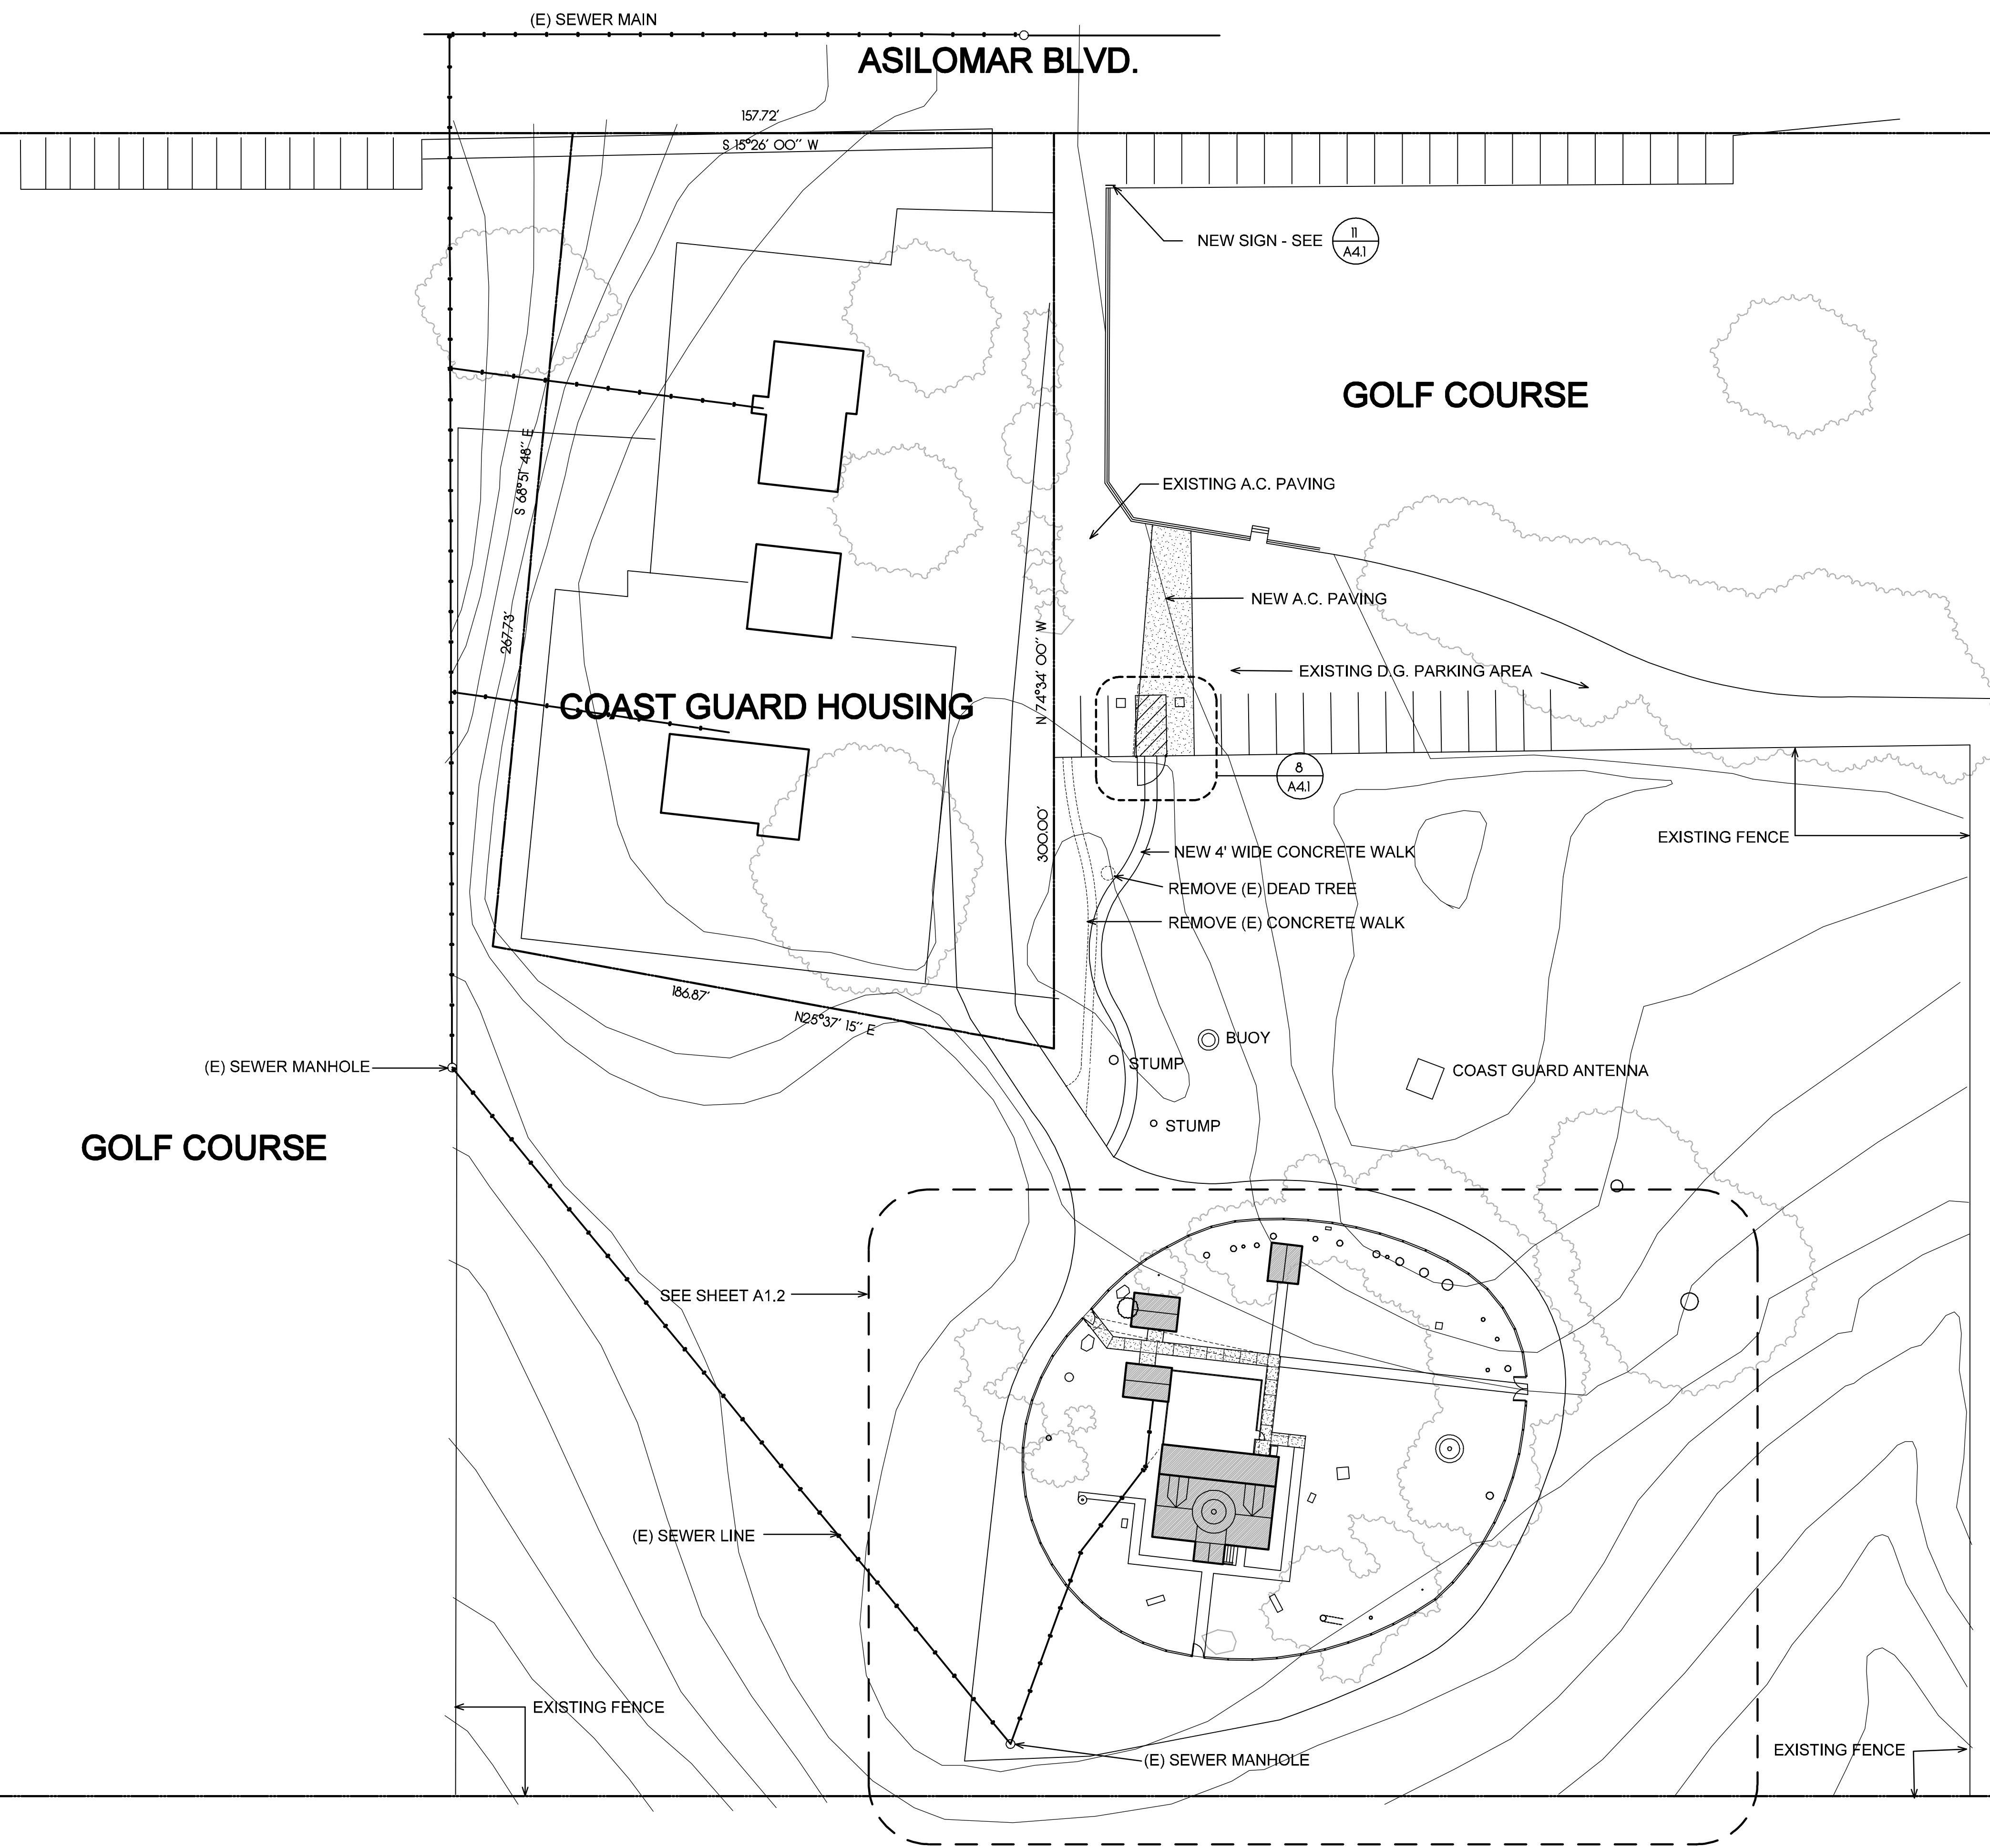 (E) SEWER MAIN
ASILOMAR BLVD.
157.72'
S 15°26' 00" W
NEW SIGN - SEE
11
A4.1
GOLF COURSE
S 68°51' 48" E
EXISTING A.C. PAVING
NEW A.C. PAVING
267.73'
N 74°34' 00" W
EXISTING D.G. PARKING AREA
COAST GUARD HOUSING
8
A4.1
300.00'
EXISTING FENCE
NEW 4' WIDE CONCRETE WALK
REMOVE (E) DEAD TREE
REMOVE (E) CONCRETE WALK
186.87'
N25°37' 15" E
BUOY
(E) SEWER MANHOLE
STUMP
COAST GUARD ANTENNA
STUMP
GOLF COURSE
SEE SHEET A1.2
(E) SEWER LINE
EXISTING FENCE
(E) SEWER MANHOLE
EXISTING FENCE